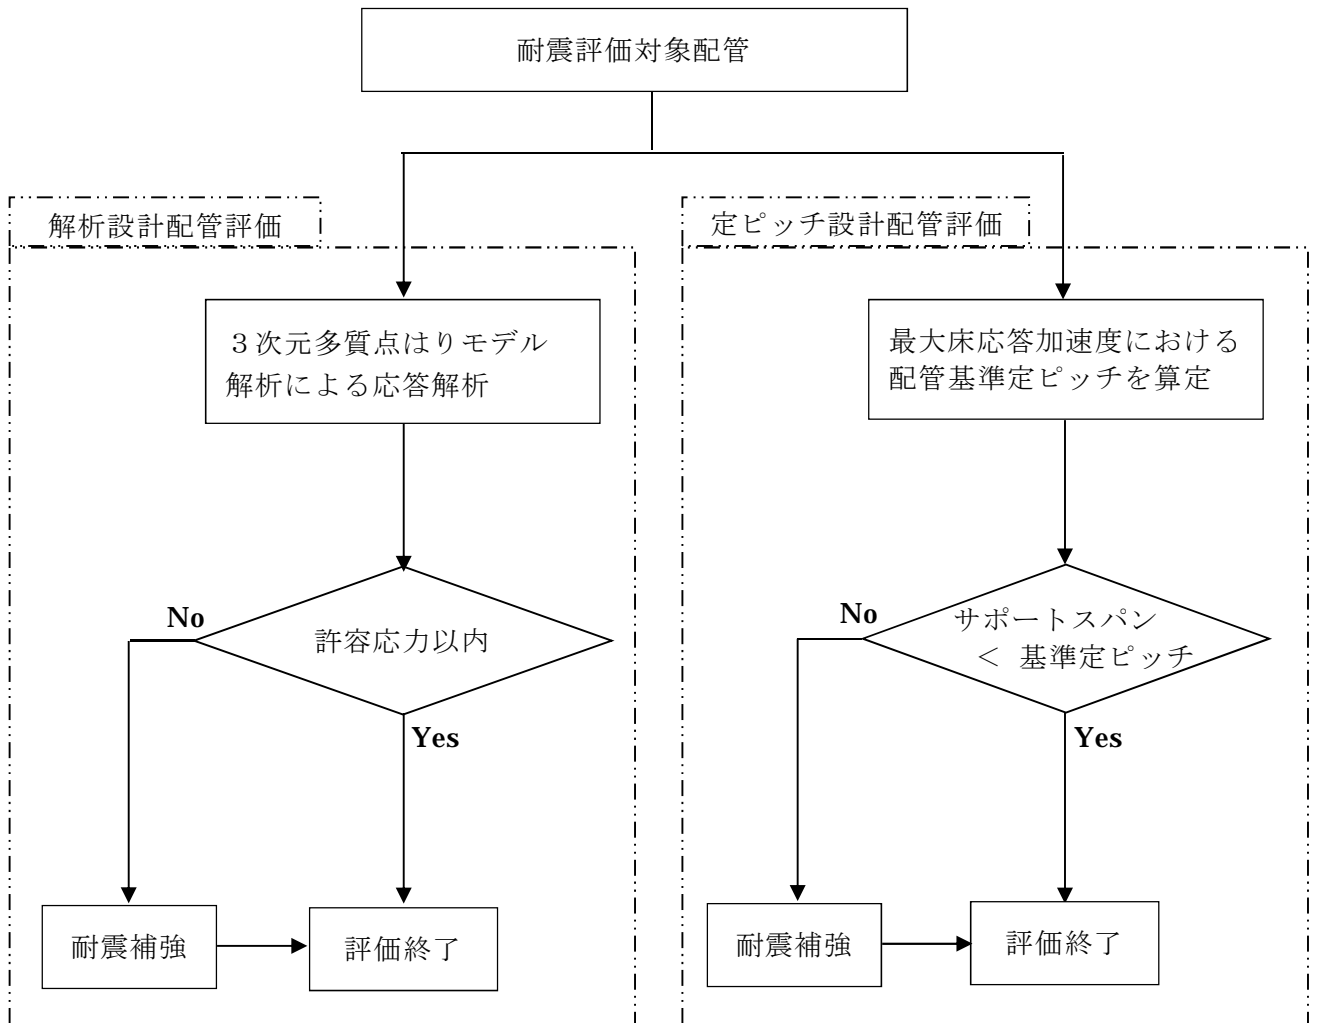 耐震評価対象配管
解析設計配管評価
３次元多質点はりモデル
解析による応答解析
許容応力以内
No
Yes
耐震補強
評価終了
定ピッチ設計配管評価
最大床応答加速度における
配管基準定ピッチを算定
サポートスパン
＜ 基準定ピッチ
No
Yes
耐震補強
評価終了